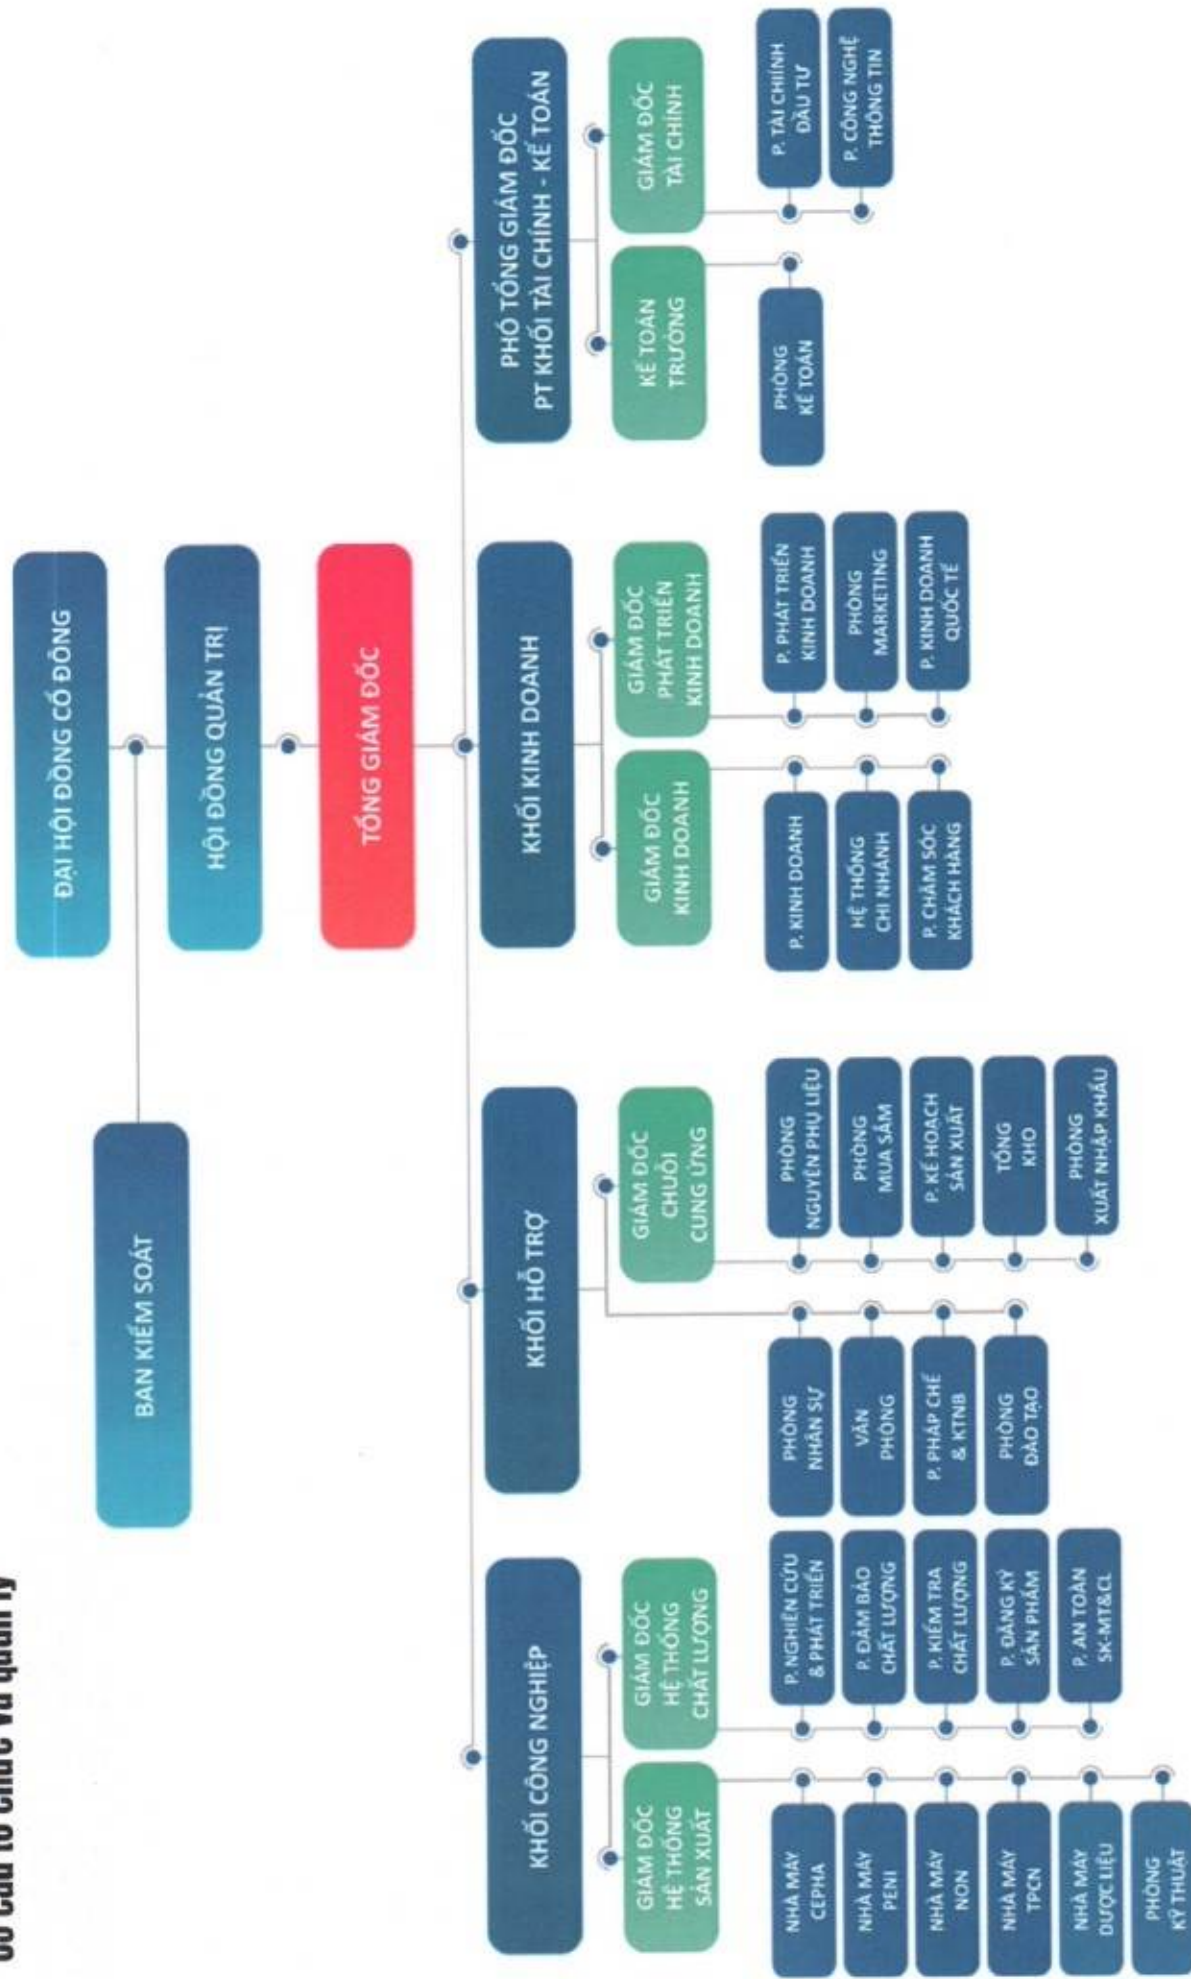 Cơ cấu tổ chức và quản lý
ĐẠI HỘI ĐỒNG CỔ ĐÔNG
BAN KIỂM SOÁT
HỘI ĐỒNG QUẢN TRỊ
TỔNG GIÁM ĐỐC
KHỐI CÔNG NGHIỆP
KHỐI HỖ TRỢ
KHỐI KINH DOANH
PHÓ TỔNG GIÁM ĐỐC
PT KHỐI TÀI CHÍNH - KẾ TOÁN
GIÁM ĐỐC
HỆ THỐNG
SẢN XUẤT
GIÁM ĐỐC
HỆ THỐNG
CHẤT LƯỢNG
GIÁM ĐỐC
CHUỖI
CUNG ỨNG
GIÁM ĐỐC
KINH DOANH
GIÁM ĐỐC
PHÁT TRIỂN
KINH DOANH
KẾ TOÁN
TRƯỞNG
GIÁM ĐỐC
TÀI CHÍNH
NHÀ MÁY
CEPHA
NHÀ MÁY
PENI
NHÀ MÁY
NON
NHÀ MÁY
TPCN
NHÀ MÁY
DƯỢC LIỆU
PHÒNG
KỸ THUẬT
P. NGHIÊN CỨU
& PHÁT TRIỂN
P. ĐẢM BẢO
CHẤT LƯỢNG
P. KIỂM TRA
CHẤT LƯỢNG
P. ĐĂNG KÝ
SẢN PHẨM
P. AN TOÀN
SK-MT&CL
PHÒNG
NHÂN SỰ
VĂN
PHÒNG
P. PHÁP CHẾ
& KTNB
PHÒNG
ĐÀO TẠO
PHÒNG
NGUYÊN PHỤ LIỆU
PHÒNG
MUA SẮM
P. KẾ HOẠCH
SẢN XUẤT
TỔNG
KHO
PHÒNG
XUẤT NHẬP KHẨU
P. KINH DOANH
HỆ THỐNG
CHI NHÁNH
P. CHĂM SÓC
KHÁCH HÀNG
P. PHÁT TRIỂN
KINH DOANH
PHÒNG
MARKETING
P. KINH DOANH
QUỐC TẾ
PHÒNG
KẾ TOÁN
P. TÀI CHÍNH
ĐẦU TƯ
P. CÔNG NGHỆ
THÔNG TIN